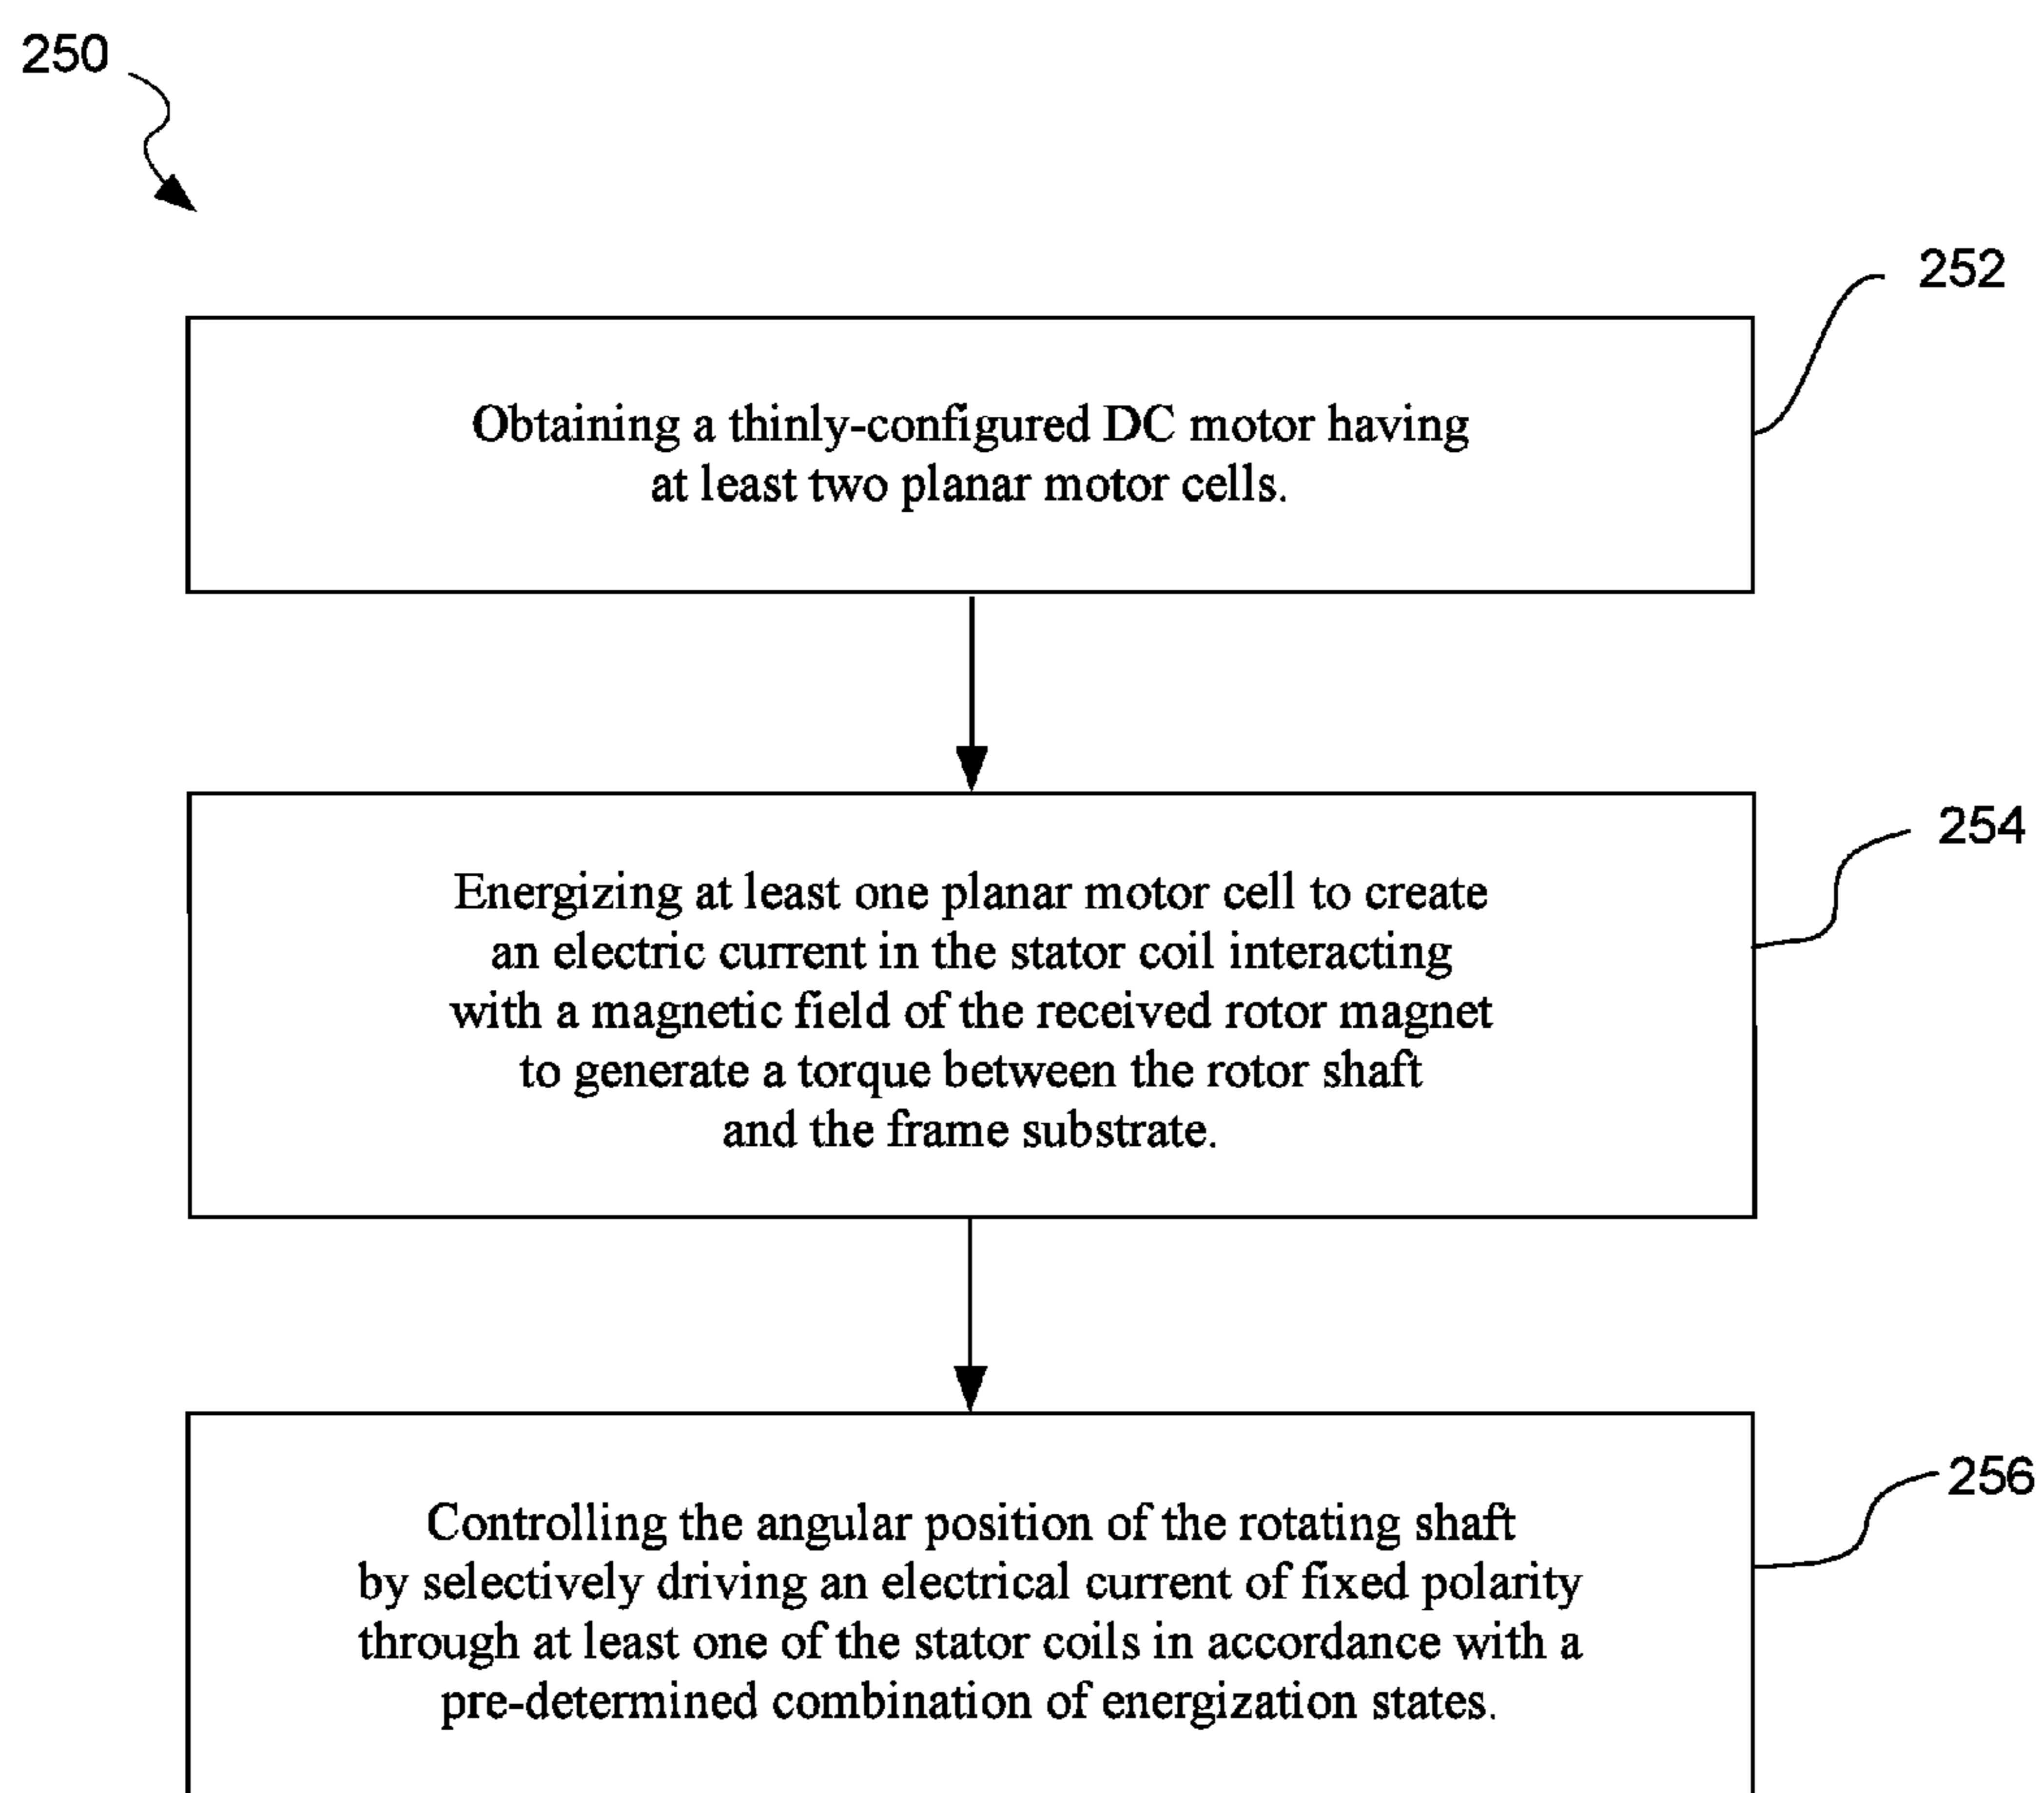 250
252
Obtaining a thinly-configured DC motor having
at least two planar motor cells.
254
Energizing at least one planar motor cell to create
an electric current in the stator coil interacting
with a magnetic field of the received rotor magnet
to generate a torque between the rotor shaft
and the frame substrate.
256
Controlling the angular position of the rotating shaft
by selectively driving an electrical current of fixed polarity
through at least one of the stator coils in accordance with a
pre-determined combination of energization states.